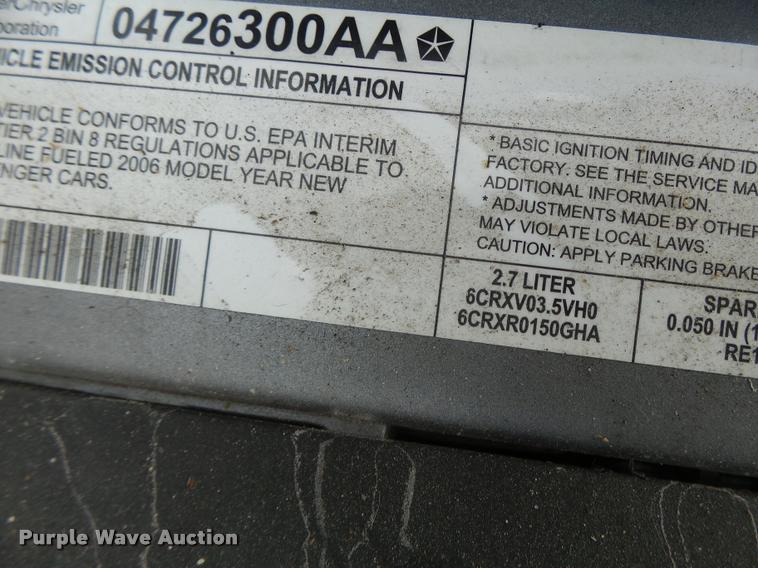 Chrysler
04726300AA
EMISSION CONTROL INFORMATION
VEHICLE CONFORMS TO U.S. EPA INTERIM
TIER 2 BIN 8 REGULATIONS APPLICABLE TO
LINE FUELED 2006 MODEL YEAR NEW
ENGER CARS.
* BASIC IGNITION TIMING AND ID
FACTORY. SEE THE SERVICE MA
ADDITIONAL INFORMATION.
* ADJUSTMENTS MADE BY OTHE
MAY VIOLATE LOCAL LAWS.
CAUTION: APPLY PARKING BRAKE
2.7 LITER
6CRXV03.5VH0
6CRXR0150GHA
SPAR
0.050 IN (1
RE1
Purple Wave Auction